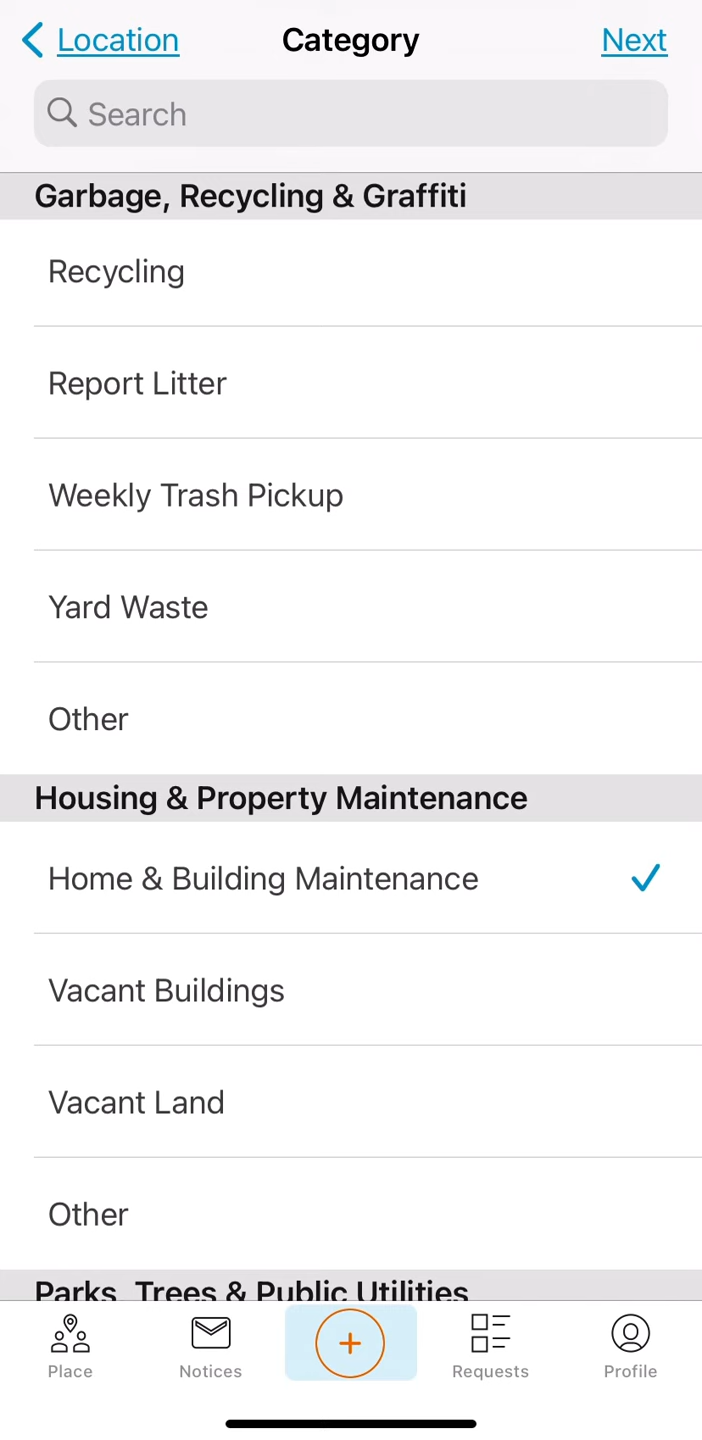 Location Category Next
Search
Garbage, Recycling & Graffiti
Recycling
Report Litter
Weekly Trash Pickup
Yard Waste
Other
Housing & Property Maintenance
Home & Building Maintenance
Vacant Buildings
Vacant Land
Other
Parks, Trees & Public Utilities
Place Notices Requests Profile